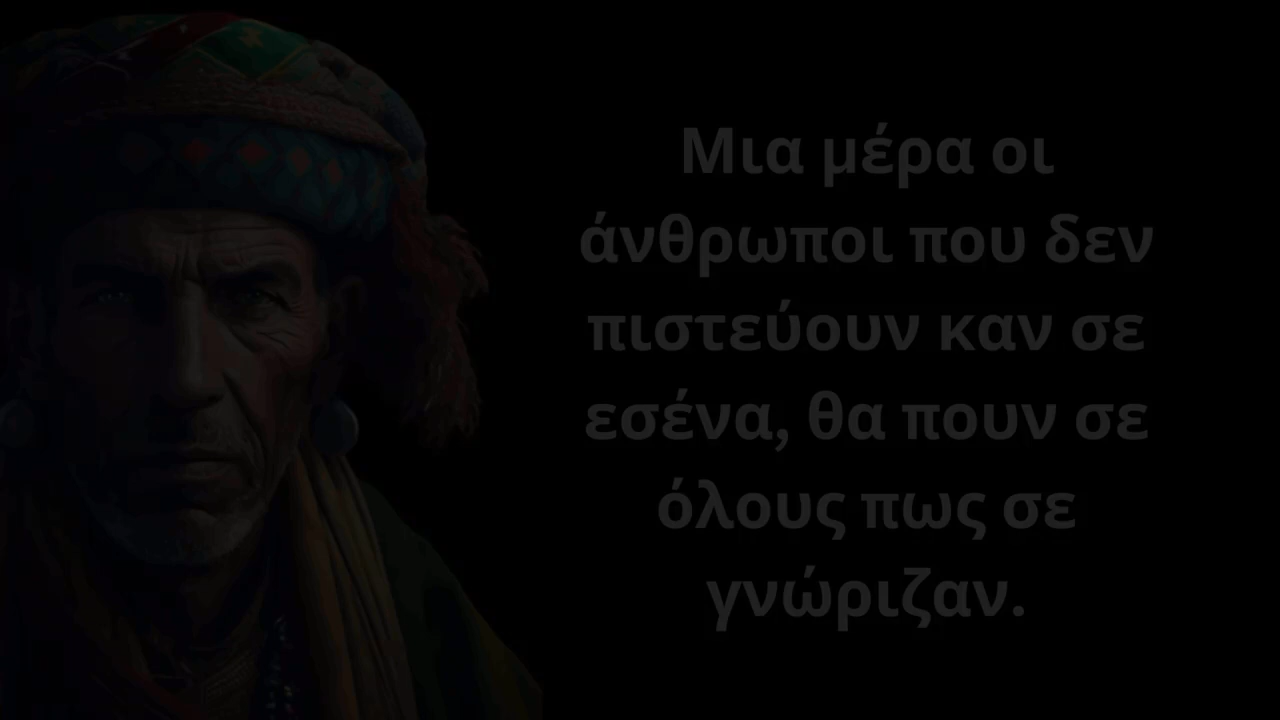 Μια μέρα οι
άνθρωποι που δεν
πιστεύουν καν σε
εσένα, θα πουν σε
όλους πως σε
γνώριζαν.